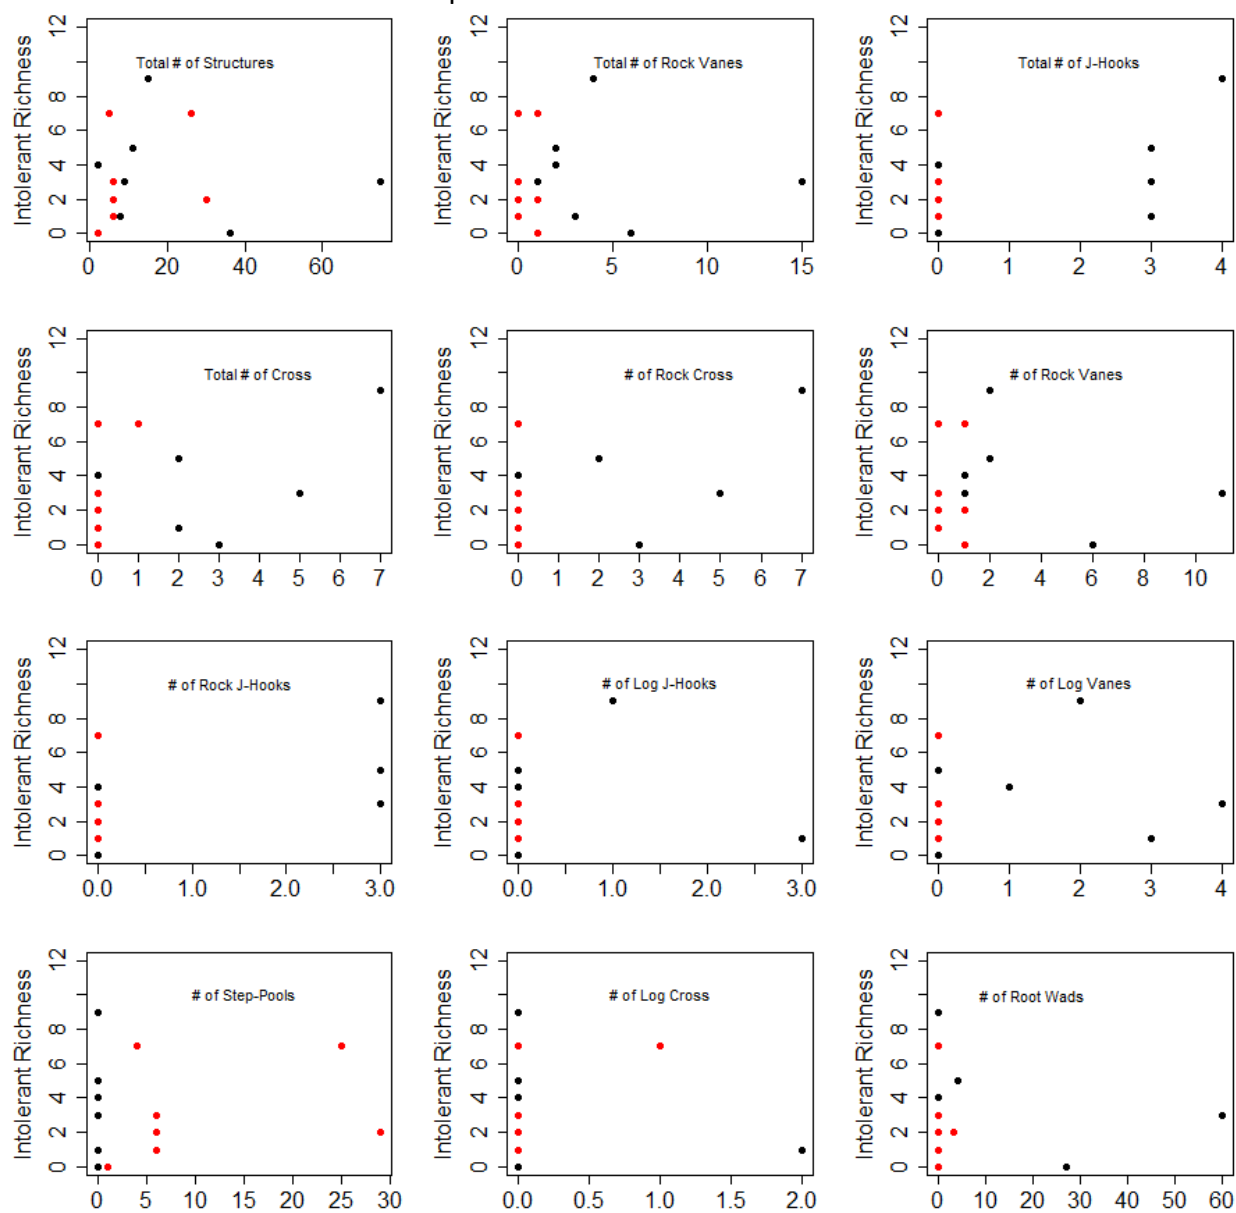 12
Total # of Structures
8
6
4
2
0
Intolerant Richness
0 20 40 60
12
Total # of Rock Vanes
8
6
4
2
0
Intolerant Richness
0 5 10 15
12
Total # of J-Hooks
8
6
4
2
0
Intolerant Richness
0 1 2 3 4
12
Total # of Cross
8
6
4
2
0
Intolerant Richness
0 1 2 3 4 5 6 7
12
# of Rock Cross
8
6
4
2
0
Intolerant Richness
0 1 2 3 4 5 6 7
12
# of Rock Vanes
8
6
4
2
0
Intolerant Richness
0 2 4 6 8 10
12
# of Rock J-Hooks
8
6
4
2
0
Intolerant Richness
0.0 1.0 2.0 3.0
12
# of Log J-Hooks
8
6
4
2
0
Intolerant Richness
0.0 1.0 2.0 3.0
12
# of Log Vanes
8
6
4
2
0
Intolerant Richness
0 1 2 3 4
12
# of Step-Pools
8
6
4
2
0
Intolerant Richness
0 5 10 15 20 25 30
12
# of Log Cross
8
6
4
2
0
Intolerant Richness
0.0 0.5 1.0 1.5 2.0
12
# of Root Wads
8
6
4
2
0
Intolerant Richness
0 10 20 30 40 50 60